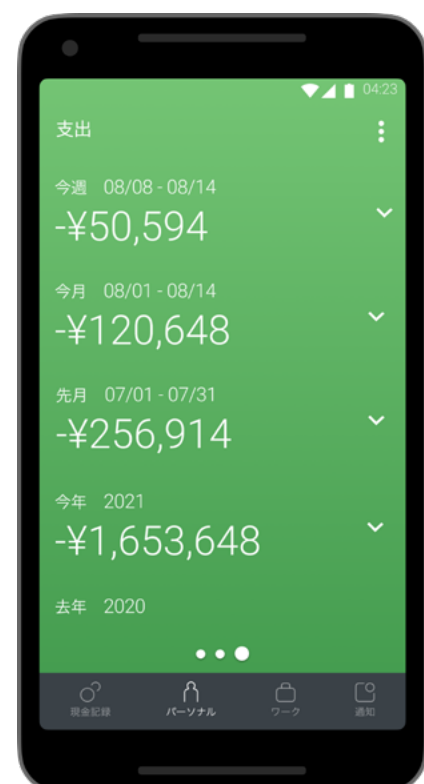 04:23
支出
今週 08/08 - 08/14
-¥50,594
今月 08/01 - 08/14
-¥120,648
先月 07/01 - 07/31
-¥256,914
今年 2021
-¥1,653,648
去年 2020
現金記録 パーソナル ワーク 通知